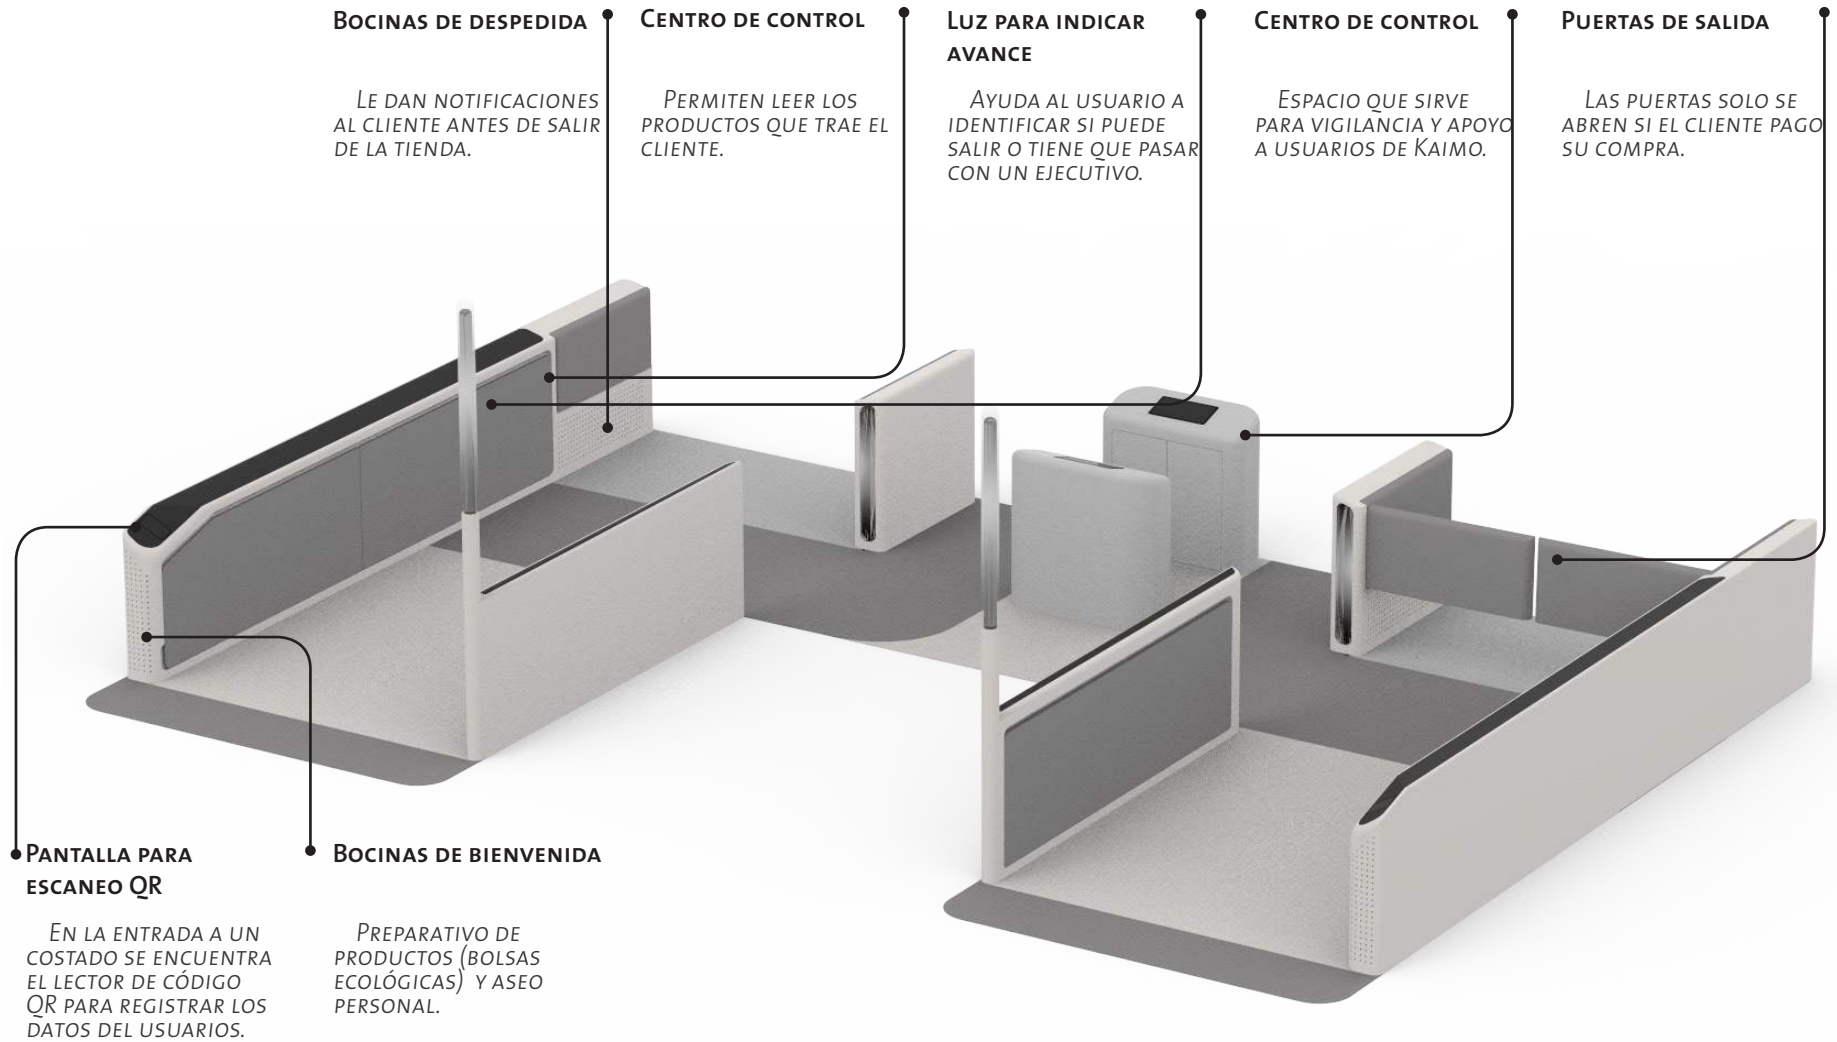 Bocinas de despedida
Le dan notificaciones
al cliente antes de salir
de la tienda.
Centro de control
Permiten leer los
productos que trae el
cliente.
Luz para indicar
avance
Ayuda al usuario a
identificar si puede
salir o tiene que pasar
con un ejecutivo.
Centro de control
Espacio que sirve
para vigilancia y apoyo
a usuarios de Kaimo.
Puertas de salida
Las puertas solo se
abren si el cliente pago
su compra.
Pantalla para
escaneo QR
En la entrada a un
costado se encuentra
el lector de código
QR para registrar los
datos del usuarios.
Bocinas de bienvenida
Preparativo de
productos (bolsas
ecológicas) y aseo
personal.